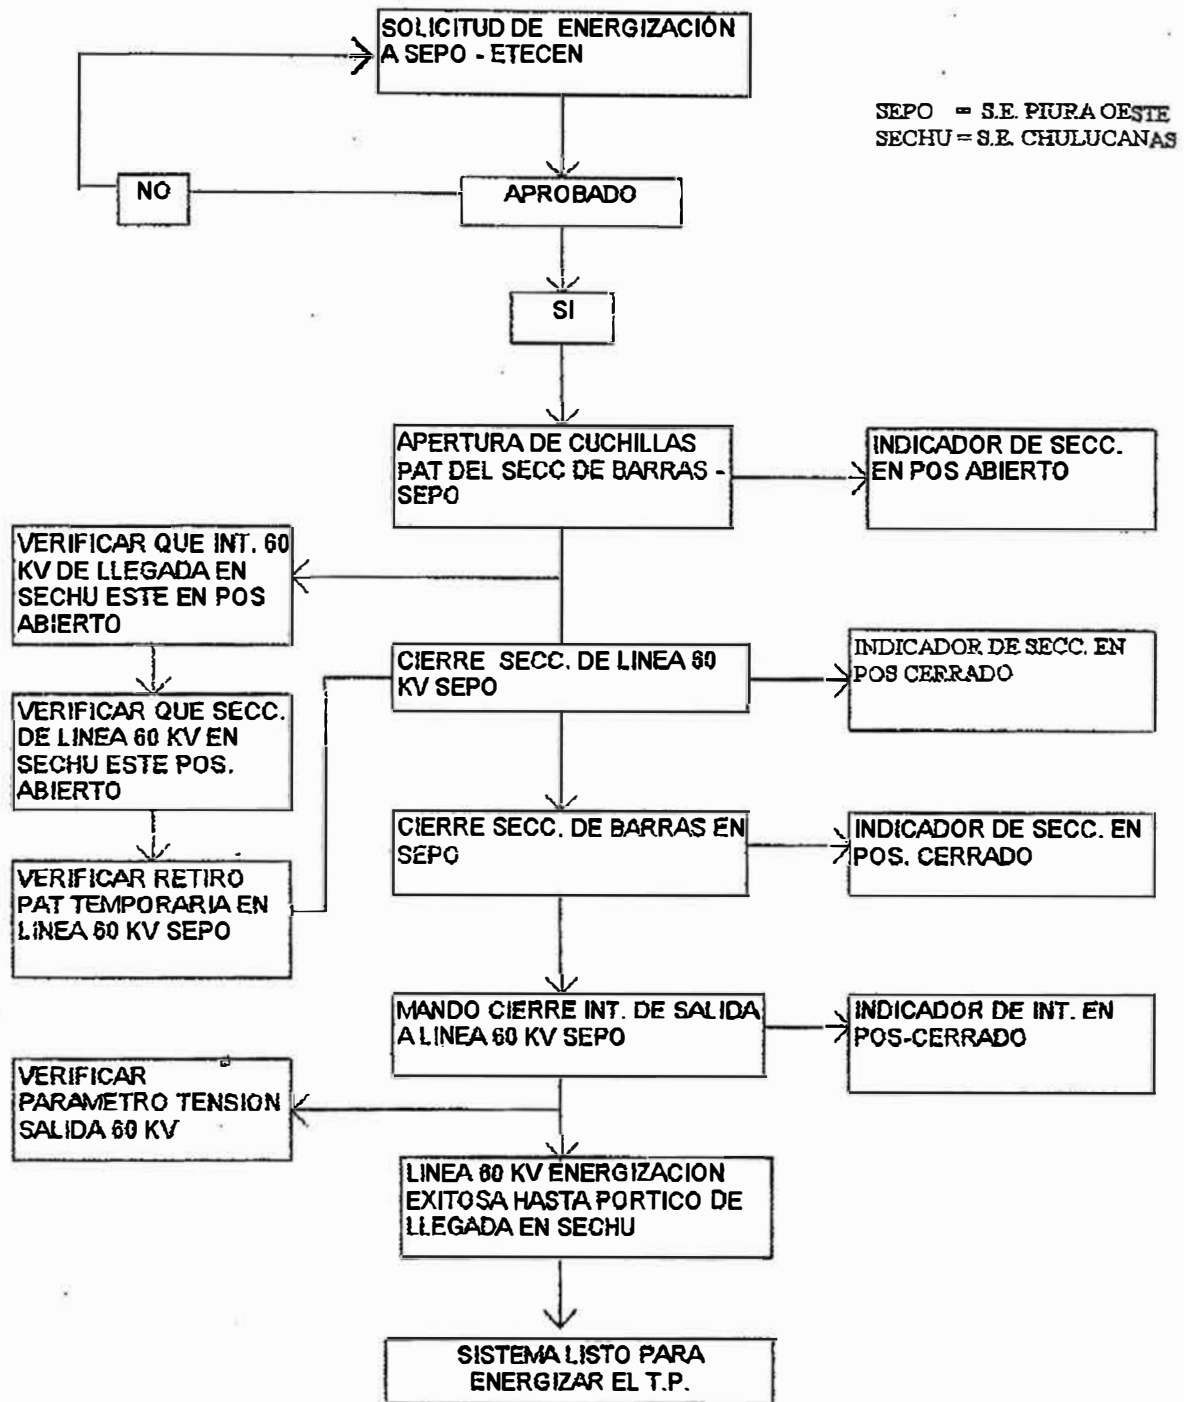 SOLICITUD DE ENERGIZACIÓN
A SEPO - ETECEN
SEPO = S.E. PIURA OESTE
SECHU = S.E. CHULUCANAS
NO
APROBADO
SI
APERTURA DE CUCHILLAS
PAT DEL SECC DE BARRAS -
SEPO
INDICADOR DE SECC.
EN POS ABIERTO
VERIFICAR QUE INT. 60
KV DE LLEGADA EN
SECHU ESTE EN POS
ABIERTO
CIERRE SECC. DE LINEA 60
KV SEPO
INDICADOR DE SECC. EN
POS CERRADO
VERIFICAR QUE SECC.
DE LINEA 60 KV EN
SECHU ESTE POS.
ABIERTO
CIERRE SECC. DE BARRAS EN
SEPO
INDICADOR DE SECC. EN
POS. CERRADO
VERIFICAR RETIRO
PAT TEMPORARIA EN
LINEA 60 KV SEPO
MANDO CIERRE INT. DE SALIDA
A LINEA 60 KV SEPO
INDICADOR DE INT. EN
POS-CERRADO
VERIFICAR
PARAMETRO TENSION
SALIDA 60 KV
LINEA 60 KV ENERGIZACION
EXITOSA HASTA PORTICO DE
LLEGADA EN SECHU
SISTEMA LISTO PARA
ENERGIZAR EL T.P.